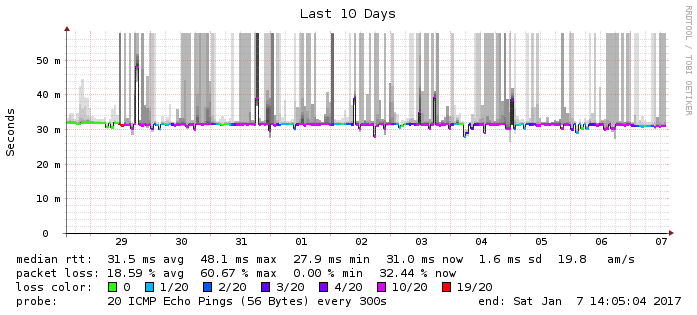 Last 10 Days
RRDTOOL / TOBI OETIKER
Seconds
50 m
40 m
30 m
20 m
10 m
0
29 30 31 01 02 03 04 05 06 07
median rtt: 31.5 ms avg 48.1 ms max 27.9 ms min 31.0 ms now 1.6 ms sd 19.8 am/s
packet loss: 18.59 % avg 60.67 % max 0.00 % min 32.44 % now
loss color: 0 1/20 2/20 3/20 4/20 10/20 19/20
probe: 20 ICMP Echo Pings (56 Bytes) every 300s end: Sat Jan 7 14:05:04 2017